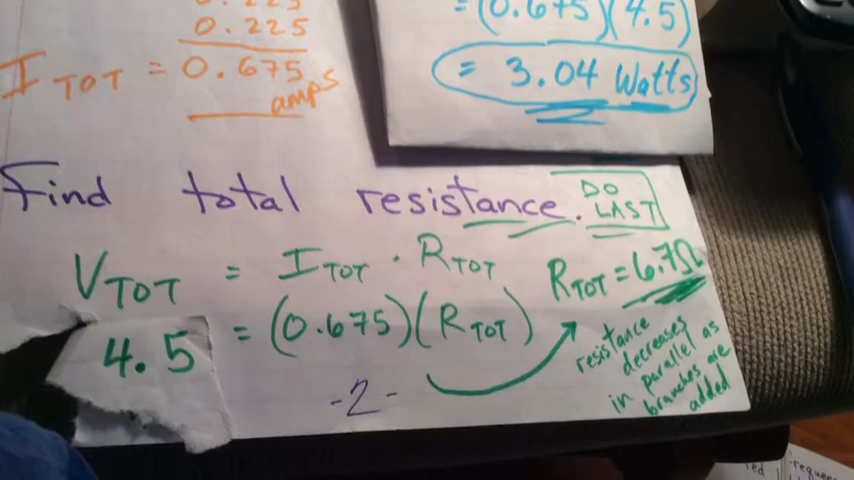 0.225
0.225
I TOT = 0.675 amps
= (0.675)(4.5)
= 3.04 Watts
Find total resistance.
DO LAST
V TOT = I TOT · R TOT
4.5 = (0.675)(R TOT)
R TOT = 6.7Ω
resistance
decreases
in parallel as
branches are
added
-2-